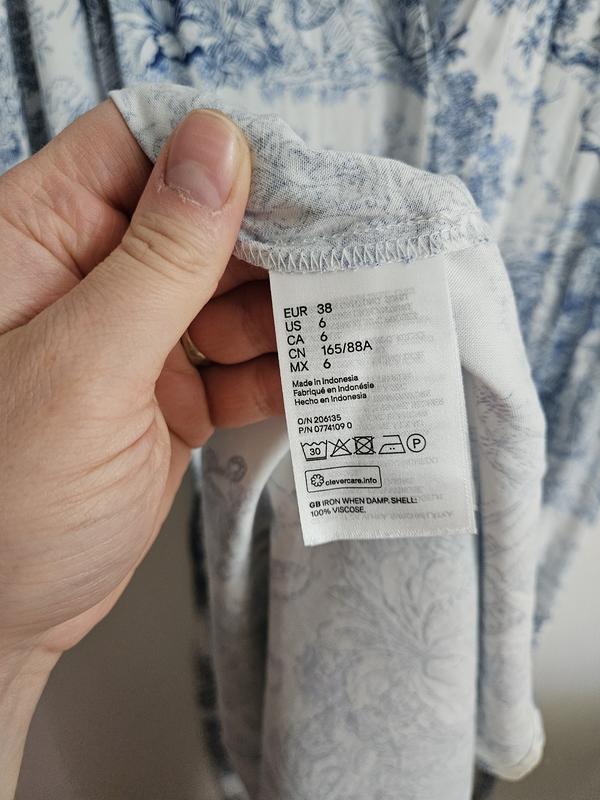 EUR 38
US 6
CA 6
CN 165/88A
MX 6
Made in Indonesia
Fabriqué en Indonésie
Hecho en Indonesia
O/N 206135
P/N 0774109 0
30 P
clevercare.info
GB IRON WHEN DAMP. SHELL:
100% VISCOSE.